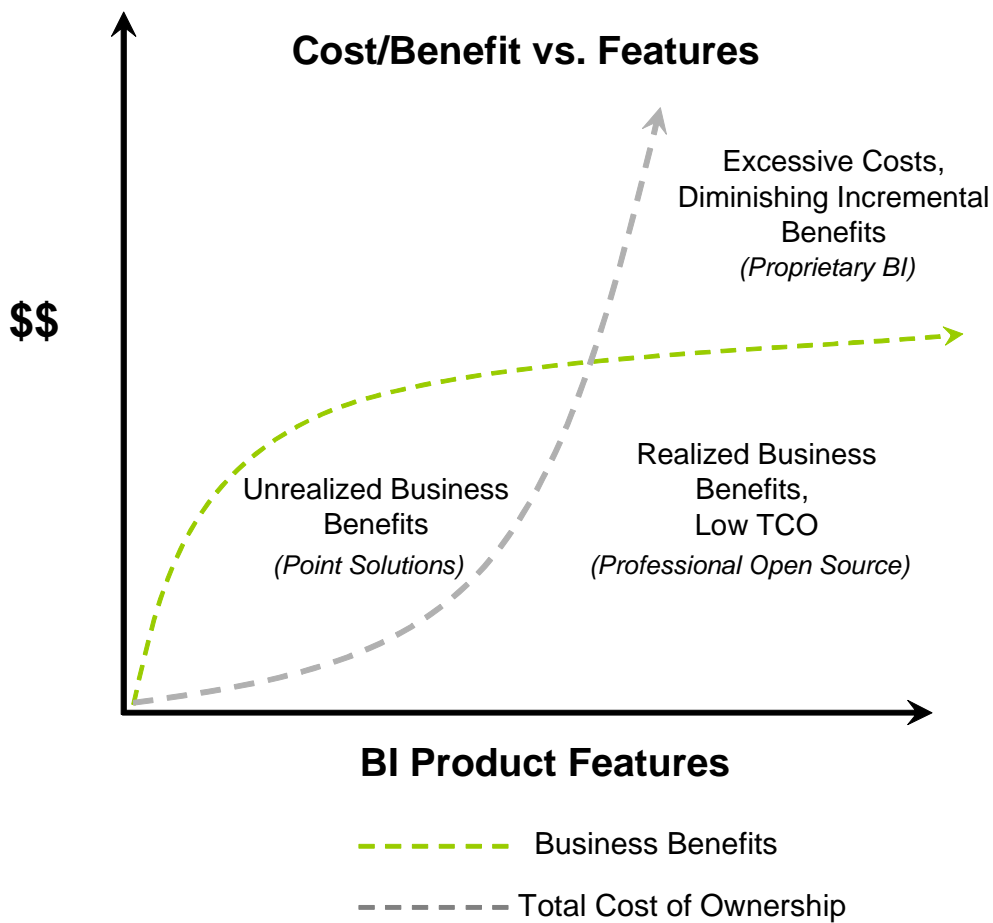 Cost/Benefit vs. Features
Excessive Costs,
Diminishing Incremental
Benefits
(Proprietary BI)
$$
Realized Business
Benefits,
Low TCO
(Professional Open Source)
Unrealized Business
Benefits
(Point Solutions)
BI Product Features
Business Benefits
Total Cost of Ownership